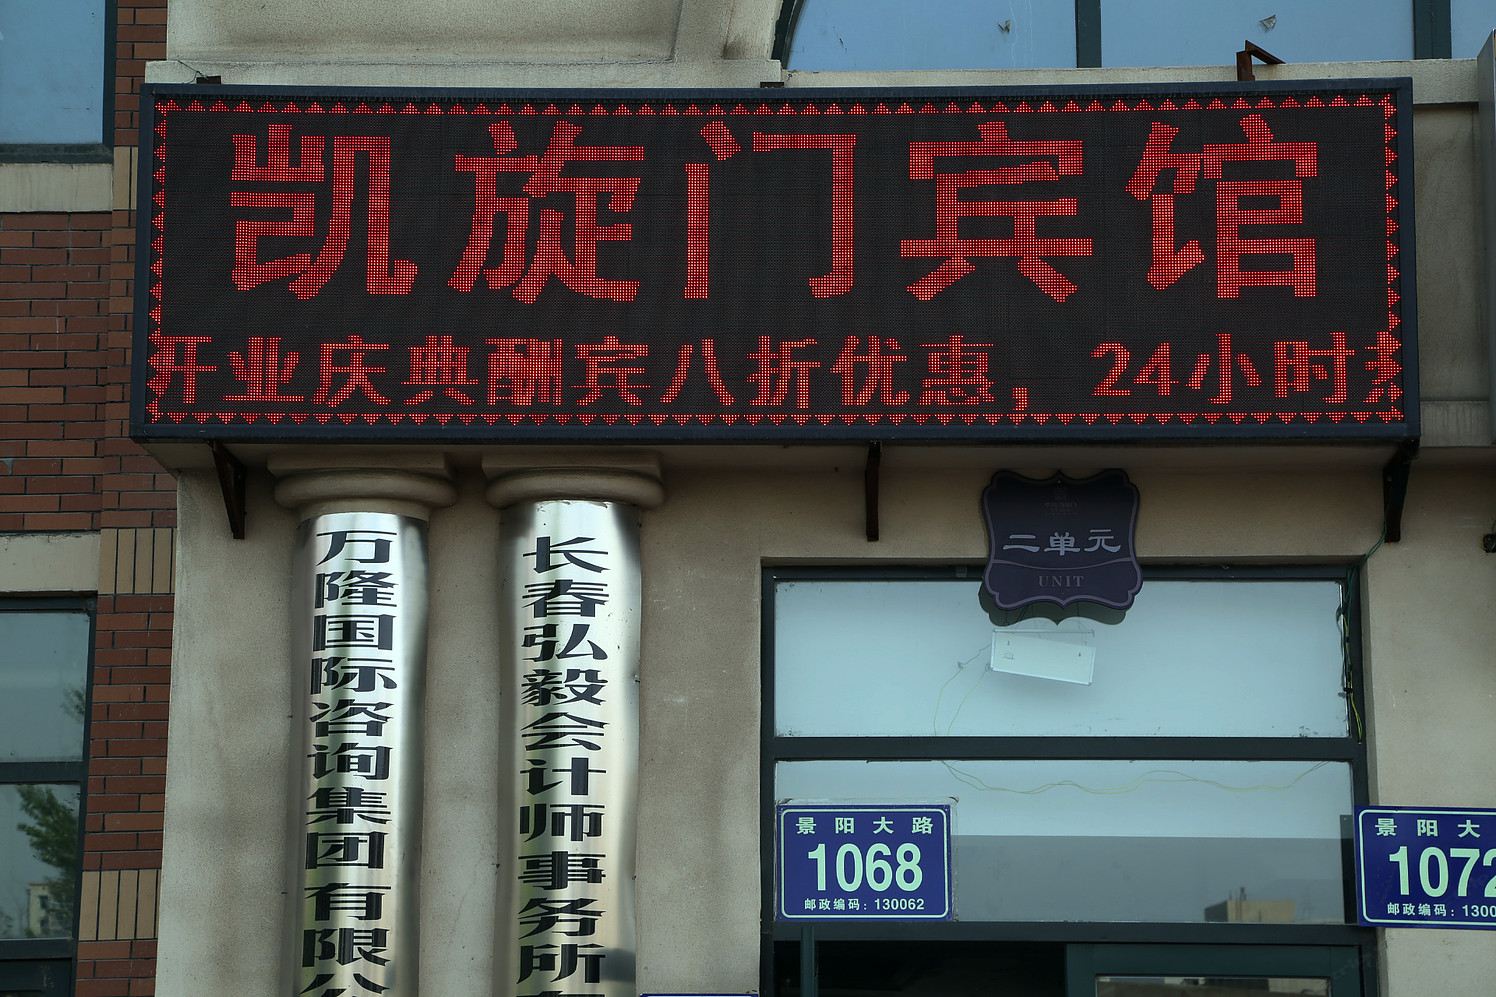 凯旋门宾馆
开业庆典酬宾八折优惠，24小时
万隆国际咨询集团有限公
长春弘毅会计师事务所
二单元
UNIT
景阳大路
1068
邮政编码：130062
景阳大
1072
邮政编码：1300